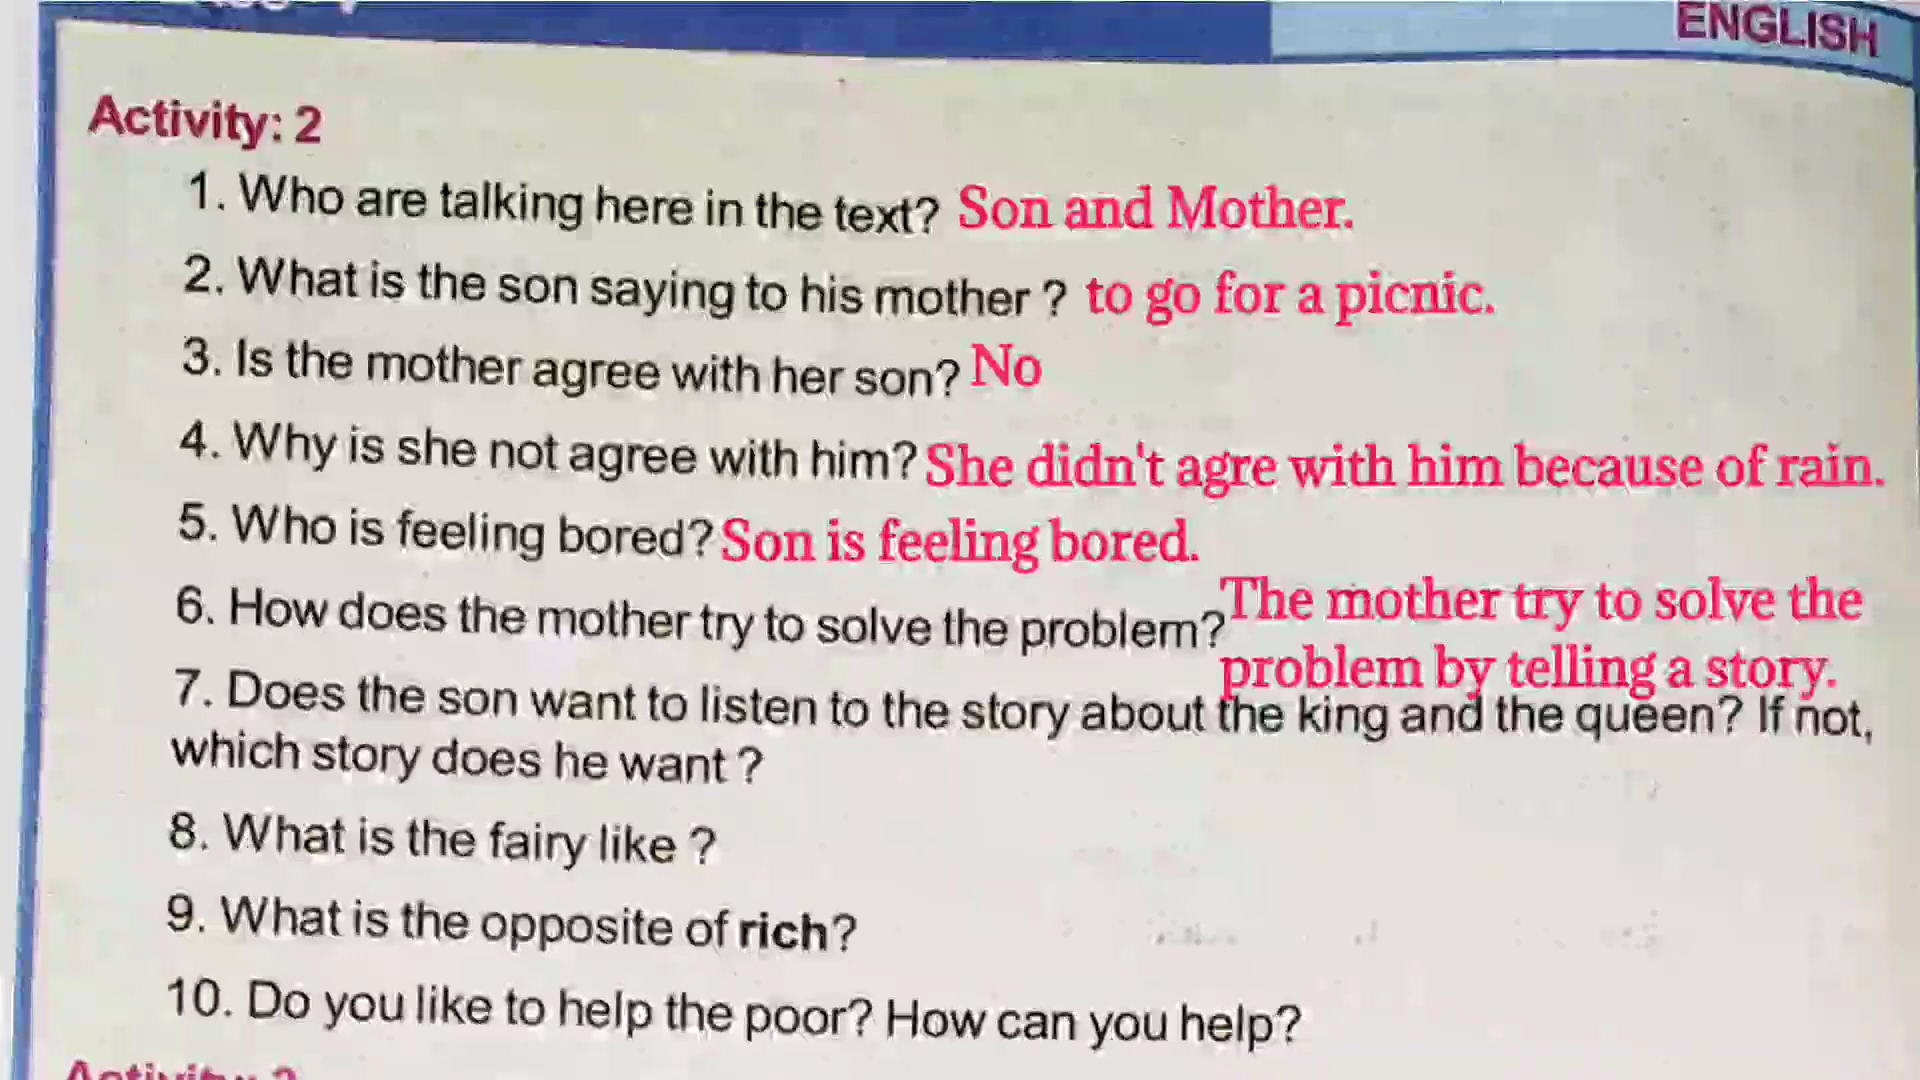 ENGLISH
Activity: 2
1. Who are talking here in the text? Son and Mother.
2. What is the son saying to his mother ? to go for a picnic.
3. Is the mother agree with her son? No
4. Why is she not agree with him? She didn't agre with him because of rain.
5. Who is feeling bored? Son is feeling bored.
6. How does the mother try to solve the problem? The mother try to solve the
problem by telling a story.
7. Does the son want to listen to the story about the king and the queen? If not,
which story does he want ?
8. What is the fairy like ?
9. What is the opposite of rich?
10. Do you like to help the poor? How can you help?